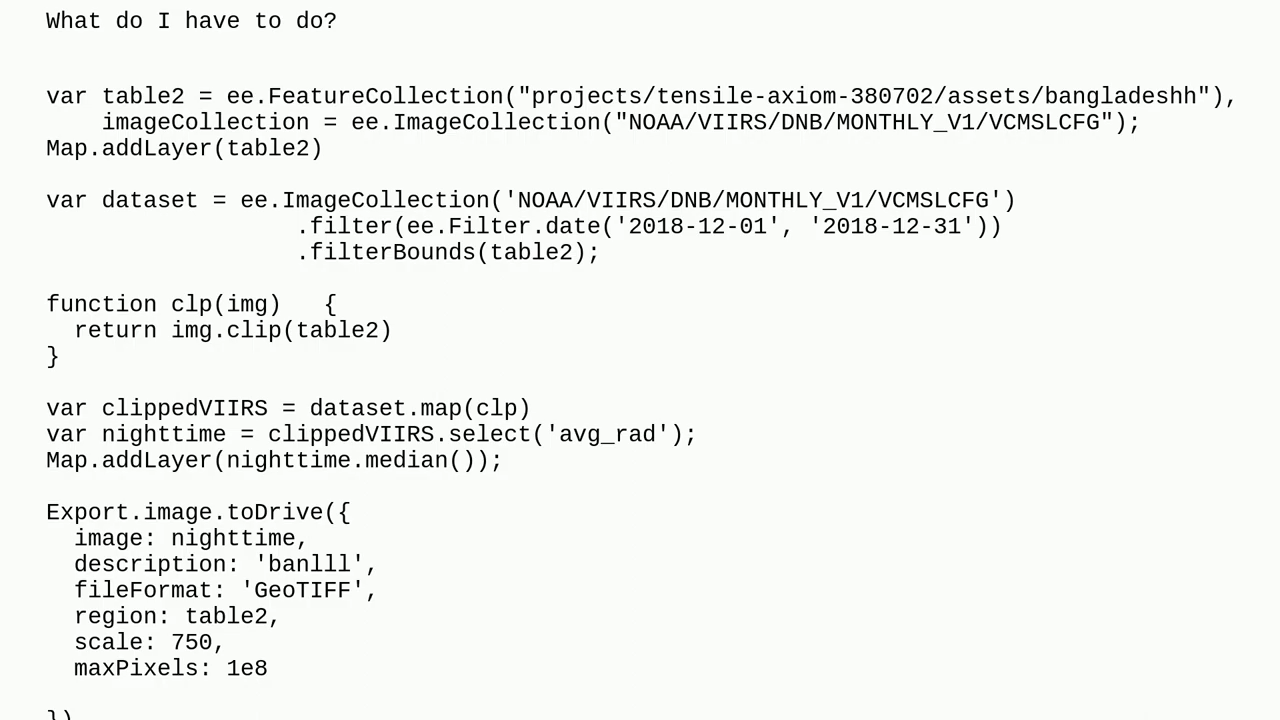 What do I have to do?
var table2 = ee.FeatureCollection("projects/tensile-axiom-380702/assets/bangladeshh"),
    imageCollection = ee.ImageCollection("NOAA/VIIRS/DNB/MONTHLY_V1/VCMSLCFG");
Map.addLayer(table2)
var dataset = ee.ImageCollection('NOAA/VIIRS/DNB/MONTHLY_V1/VCMSLCFG')
                  .filter(ee.Filter.date('2018-12-01', '2018-12-31'))
                  .filterBounds(table2);
function clp(img)   {
  return img.clip(table2)
}
var clippedVIIRS = dataset.map(clp)
var nighttime = clippedVIIRS.select('avg_rad');
Map.addLayer(nighttime.median());
Export.image.toDrive({
  image: nighttime,
  description: 'banlll',
  fileFormat: 'GeoTIFF',
  region: table2,
  scale: 750,
  maxPixels: 1e8
})